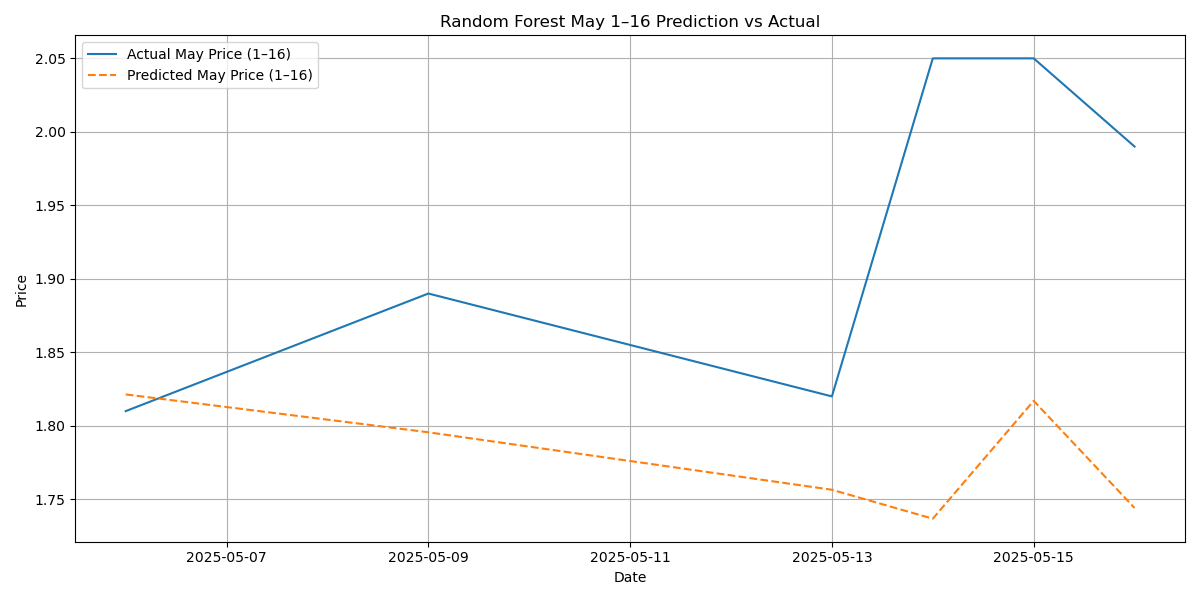 Random Forest May 1–16 Prediction vs Actual
Actual May Price (1–16)
Predicted May Price (1–16)
Price
2.05
2.00
1.95
1.90
1.85
1.80
1.75
2025-05-07
2025-05-09
2025-05-11
2025-05-13
2025-05-15
Date